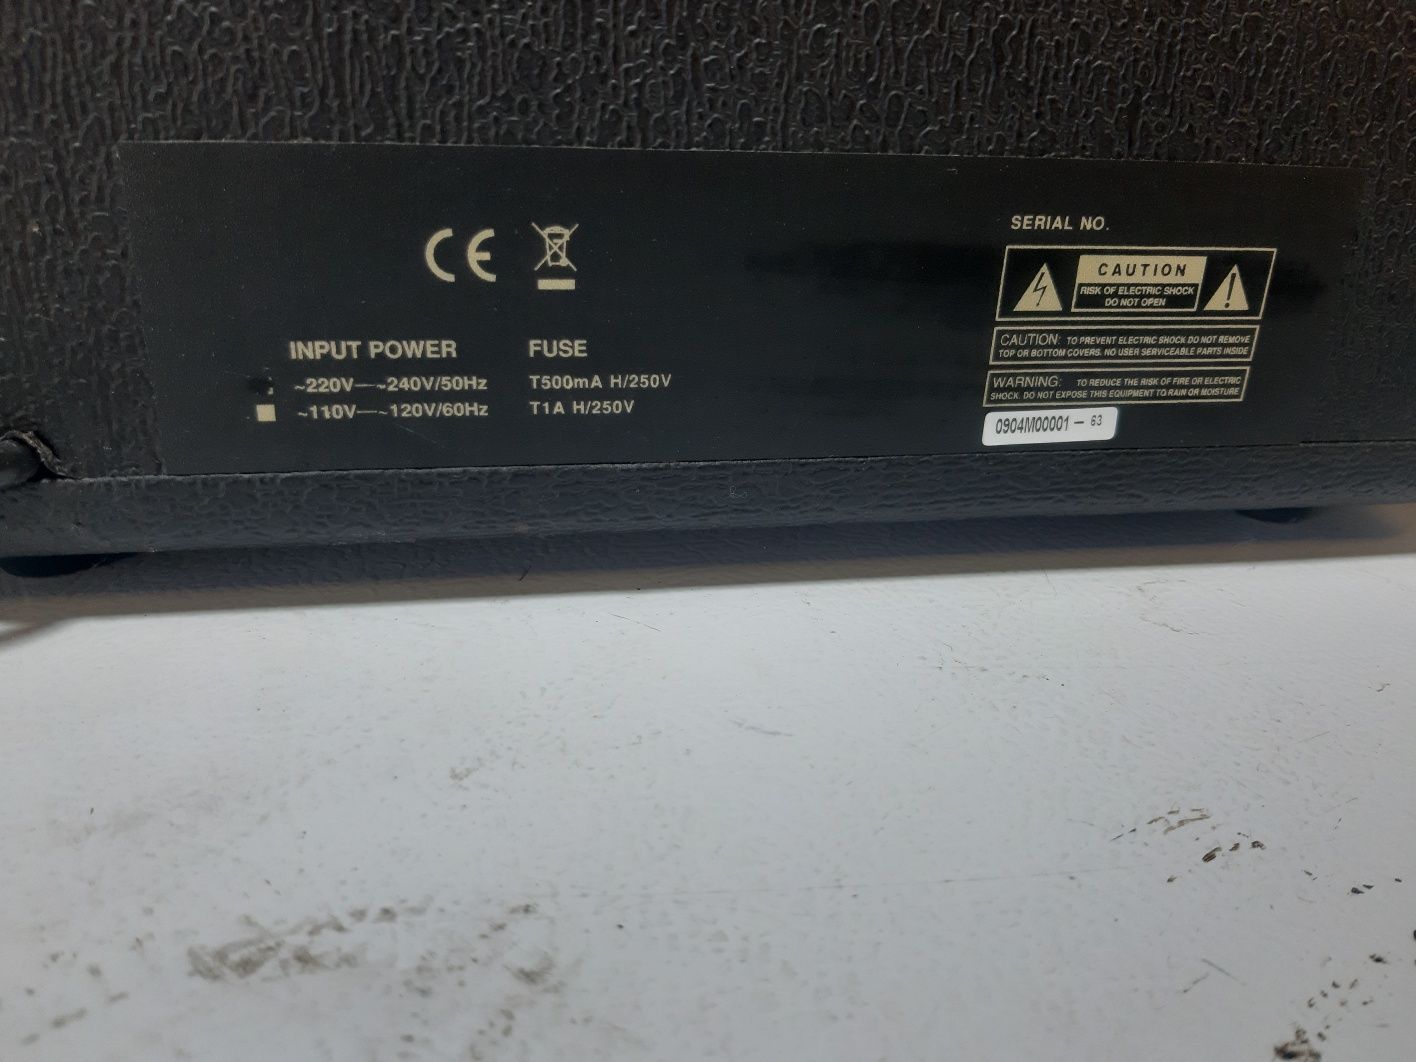 CE
SERIAL NO.
CAUTION
RISK OF ELECTRIC SHOCK
DO NOT OPEN
CAUTION: TO PREVENT ELECTRIC SHOCK DO NOT REMOVE
TOP OR BOTTOM COVERS. NO USER SERVICEABLE PARTS INSIDE
WARNING: TO REDUCE THE RISK OF FIRE OR ELECTRIC
SHOCK. DO NOT EXPOSE THIS EQUIPMENT TO RAIN OR MOISTURE
0904M00001 - 63
INPUT POWER FUSE
~220V—~240V/50Hz T500mA H/250V
~110V—~120V/60Hz T1A H/250V